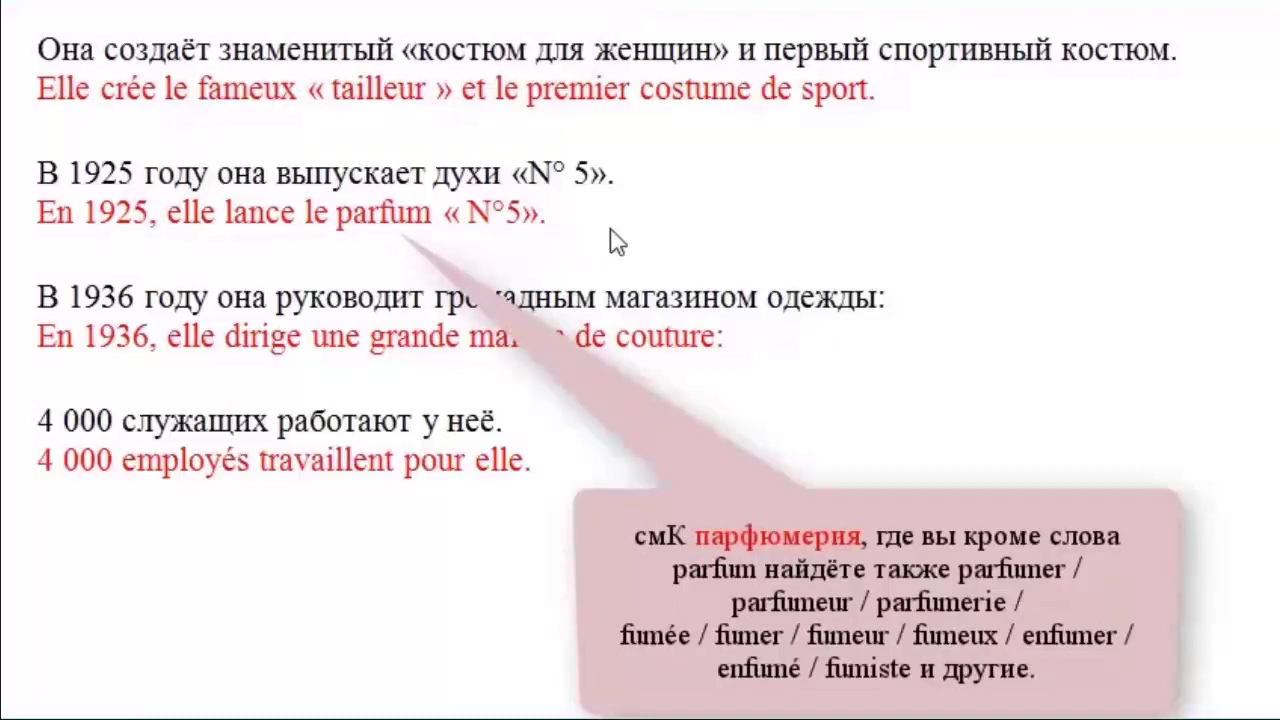 Она создаёт знаменитый «костюм для женщин» и первый спортивный костюм.
Elle crée le fameux « tailleur » et le premier costume de sport.
В 1925 году она выпускает духи «N° 5».
En 1925, elle lance le parfum « N°5».
В 1936 году она руководит магазином одежды:
En 1936, elle dirige une grande de couture:
4 000 служащих работают у неё.
4 000 employés travaillent pour elle.
смК парфюмерия, где вы кроме слова
parfum найдёте также parfumer /
parfumeur / parfumerie /
fumée / fumer / fumeur / fumeux / enfumer /
enfumé / fumiste и другие.